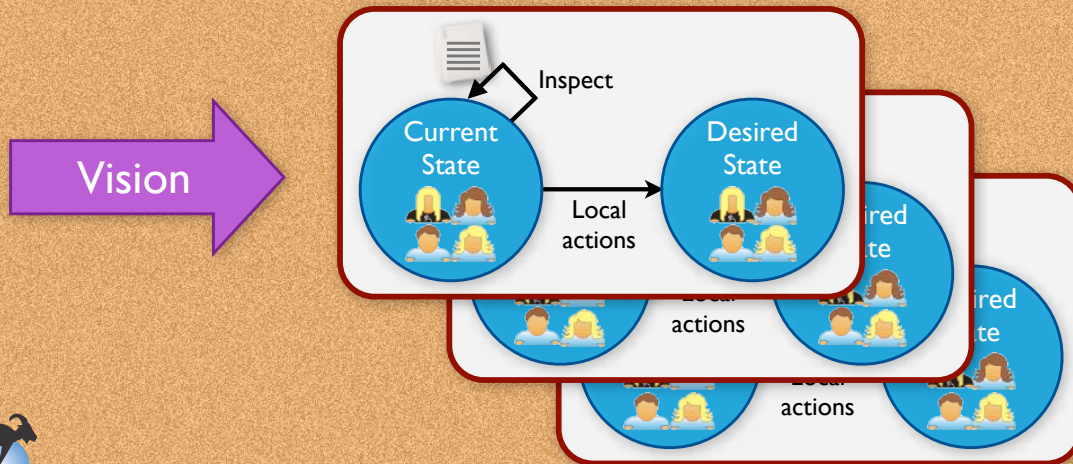 Vision
Inspect
Current
State
Desired
State
Local
actions
actions
actions